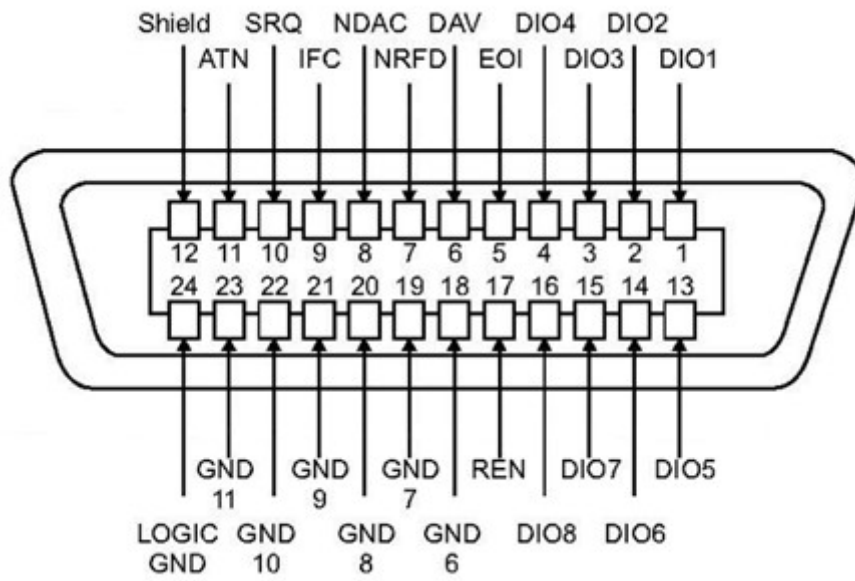 Shield SRQ NDAC DAV DIO4 DIO2
ATN IFC NRFD EOI DIO3 DIO1
12 11 10 9 8 7 6 5 4 3 2 1
24 23 22 21 20 19 18 17 16 15 14 13
GND GND GND REN DIO7 DIO5
11 9 7
LOGIC GND GND GND DIO8 DIO6
GND 10 8 6